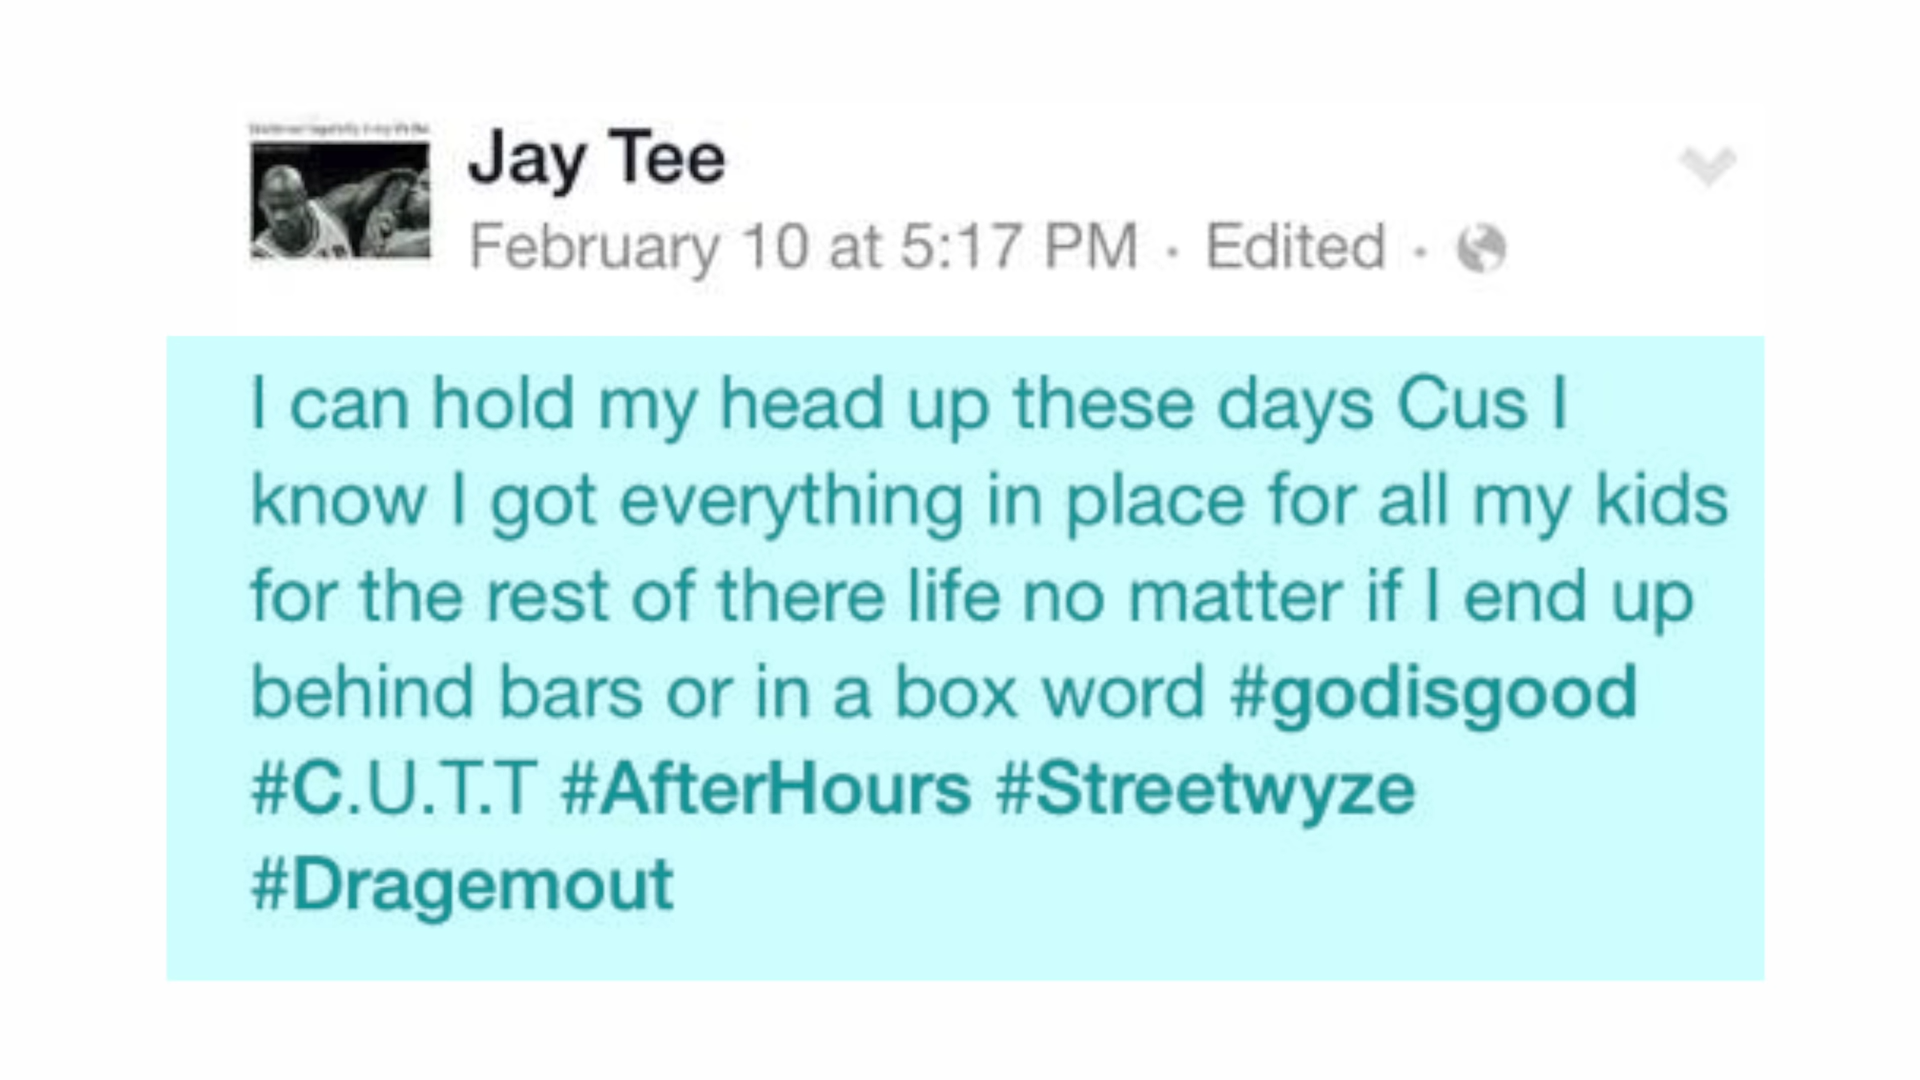 Jay Tee
February 10 at 5:17 PM · Edited ·
I can hold my head up these days Cus I
know I got everything in place for all my kids
for the rest of there life no matter if I end up
behind bars or in a box word #godisgood
#C.U.T.T #AfterHours #Streetwyze
#Dragemout